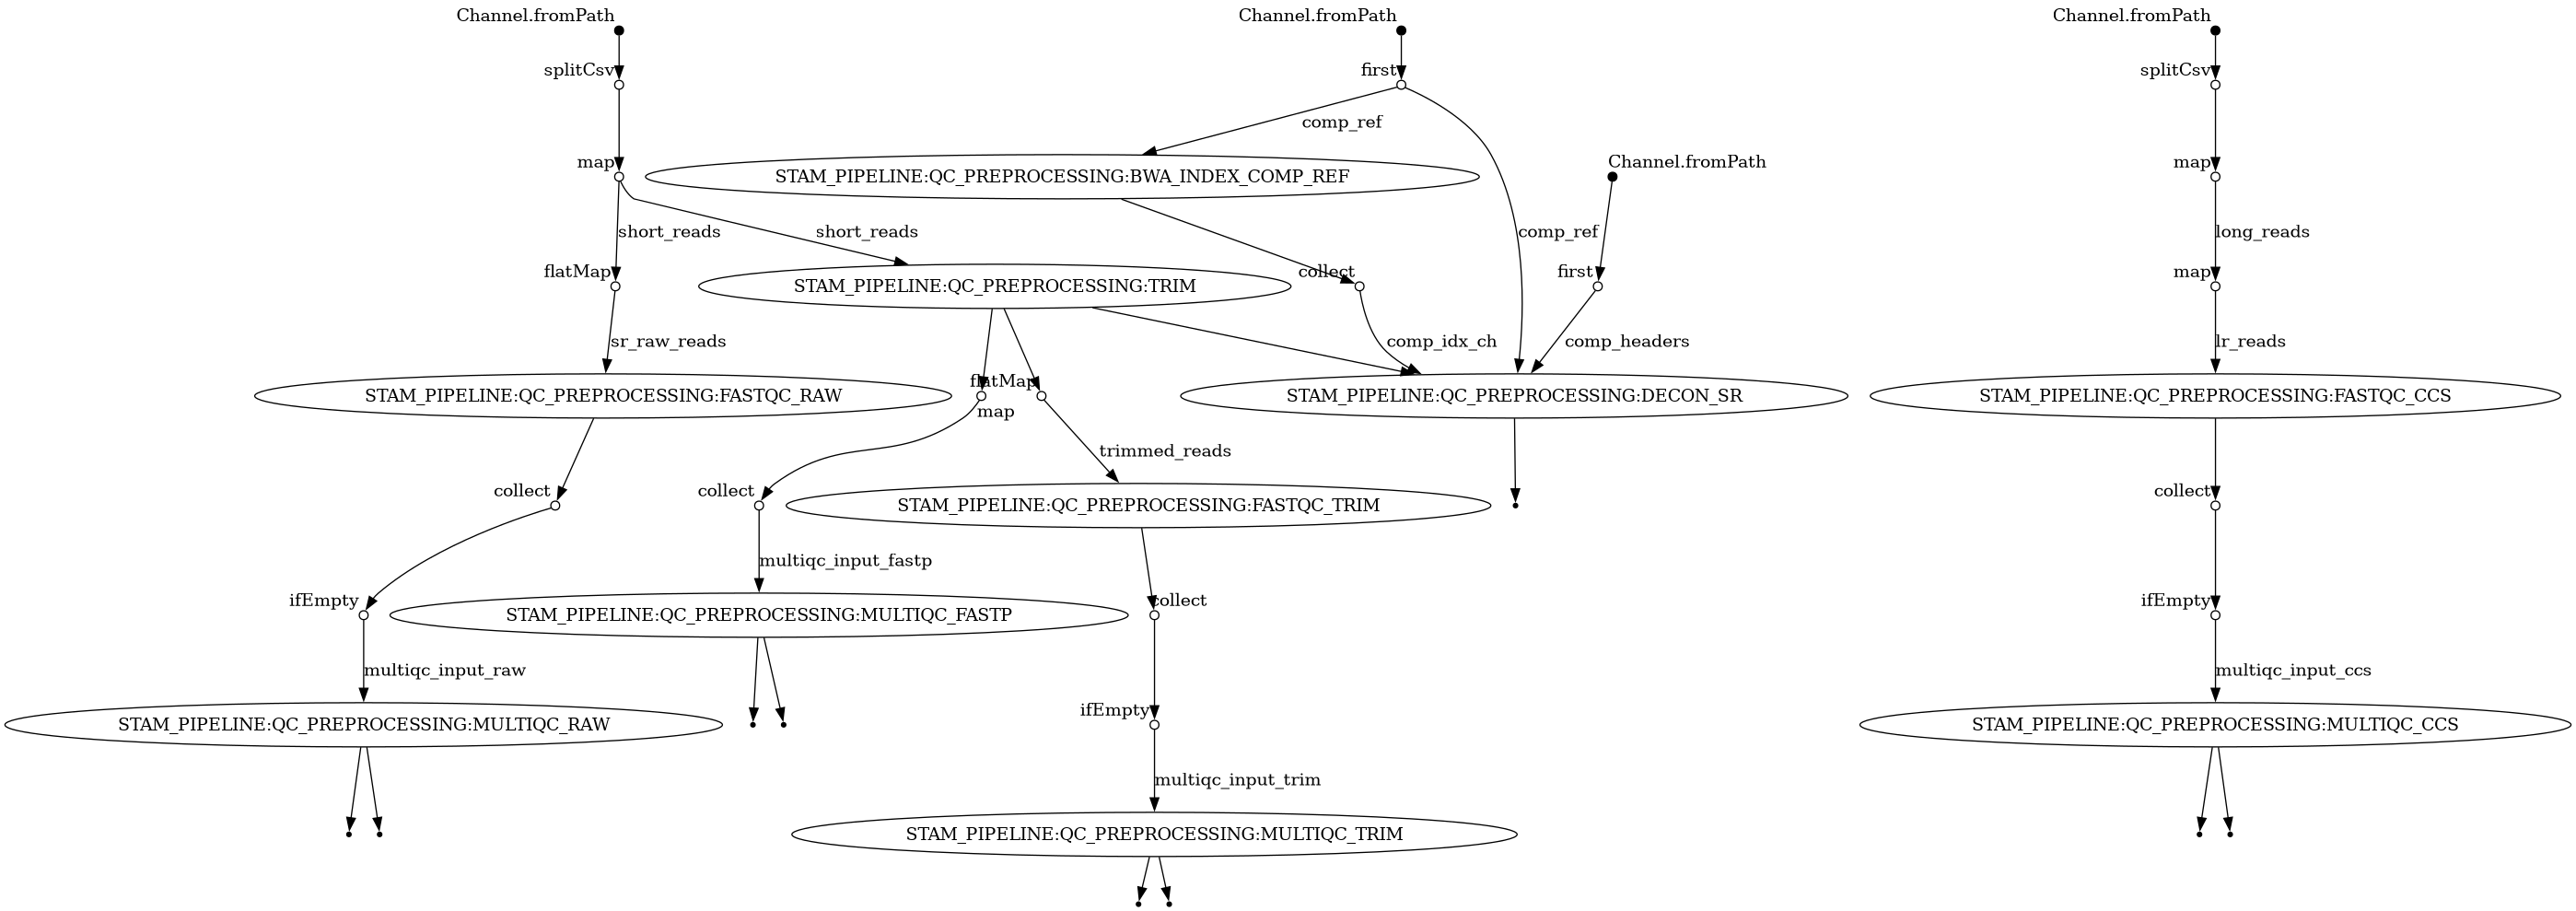 Channel.fromPath
Channel.fromPath
Channel.fromPath
splitCsv
first
splitCsv
comp_ref
map
STAM_PIPELINE:QC_PREPROCESSING:BWA_INDEX_COMP_REF
Channel.fromPath
map
short_reads
short_reads
comp_ref
long_reads
flatMap
STAM_PIPELINE:QC_PREPROCESSING:TRIM
collect
first
map
sr_raw_reads
comp_idx_ch
comp_headers
lr_reads
STAM_PIPELINE:QC_PREPROCESSING:FASTQC_RAW
flatMap
map
STAM_PIPELINE:QC_PREPROCESSING:DECON_SR
STAM_PIPELINE:QC_PREPROCESSING:FASTQC_CCS
trimmed_reads
collect
collect
STAM_PIPELINE:QC_PREPROCESSING:FASTQC_TRIM
collect
multiqc_input_fastp
ifEmpty
STAM_PIPELINE:QC_PREPROCESSING:MULTIQC_FASTP
collect
ifEmpty
multiqc_input_raw
multiqc_input_ccs
STAM_PIPELINE:QC_PREPROCESSING:MULTIQC_RAW
ifEmpty
STAM_PIPELINE:QC_PREPROCESSING:MULTIQC_CCS
multiqc_input_trim
STAM_PIPELINE:QC_PREPROCESSING:MULTIQC_TRIM